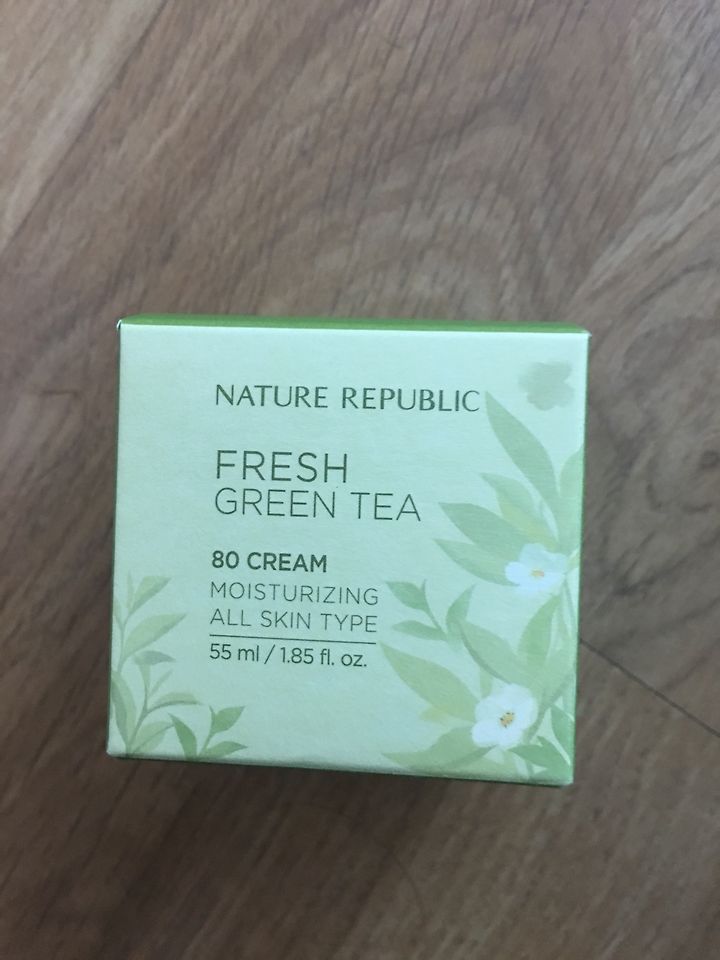 NATURE REPUBLIC
FRESH
GREEN TEA
80 CREAM
MOISTURIZING
ALL SKIN TYPE
55 ml / 1.85 fl. oz.